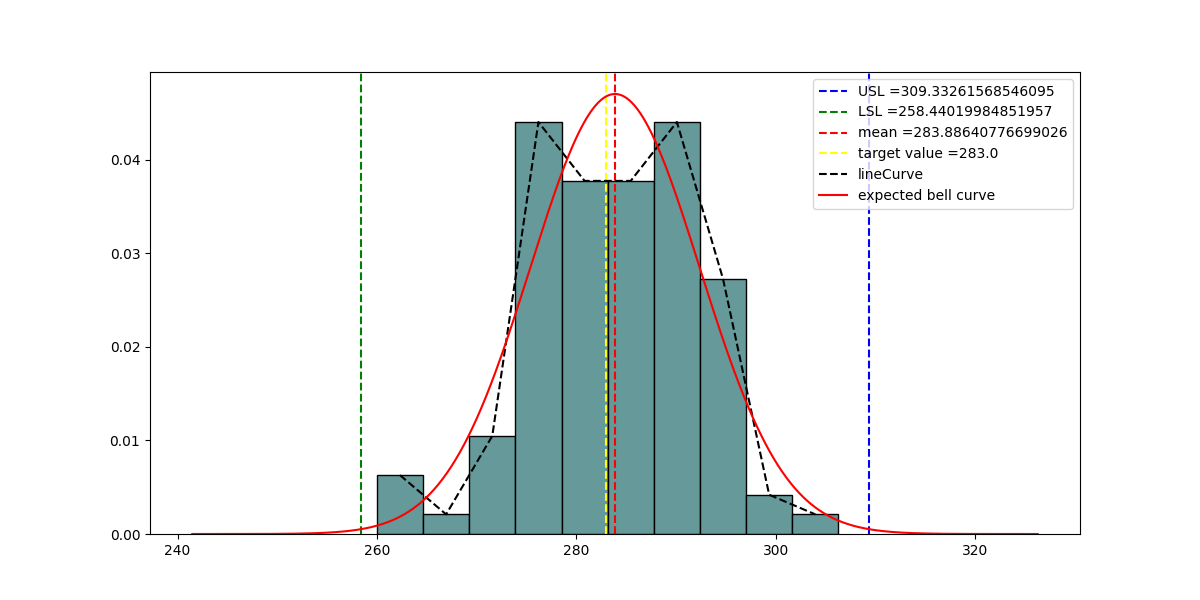 USL =309.33261568546095
LSL =258.44019984851957
mean =283.88640776699026
target value =283.0
lineCurve
expected bell curve
0.04
0.03
0.02
0.01
0.00
240 260 280 300 320